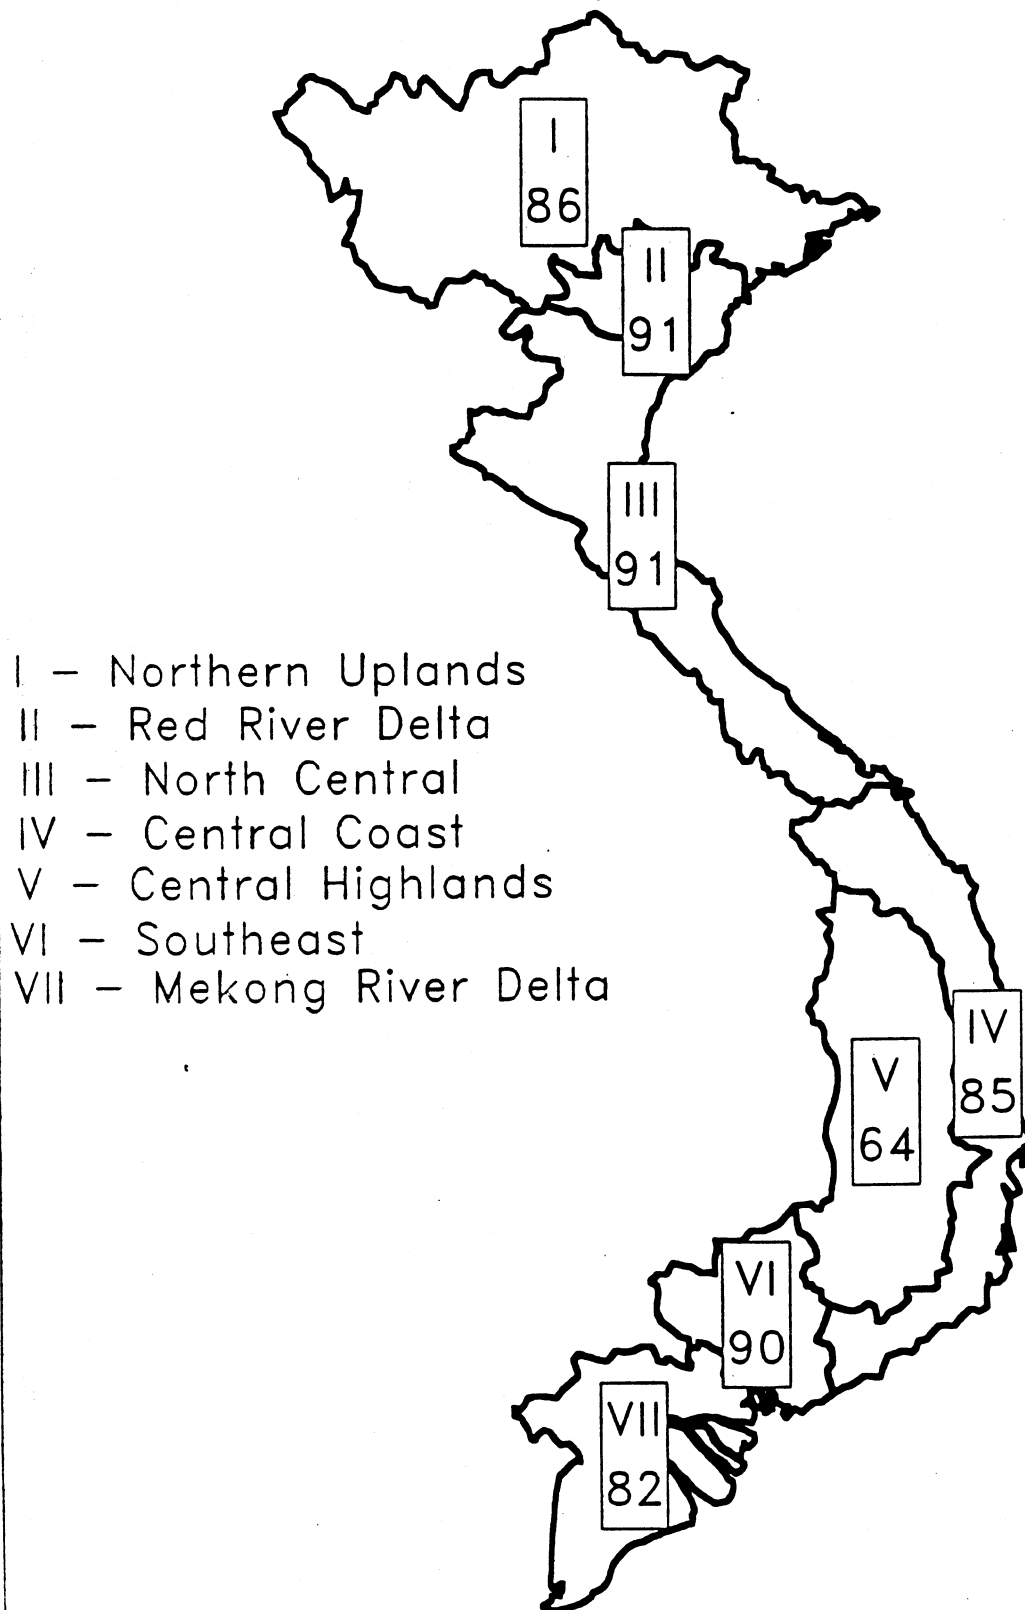 I
86
II
91
III
91
I – Northern Uplands
II – Red River Delta
III – North Central
IV – Central Coast
V – Central Highlands
VI – Southeast
VII – Mekong River Delta
IV
85
V
64
VI
90
VII
82